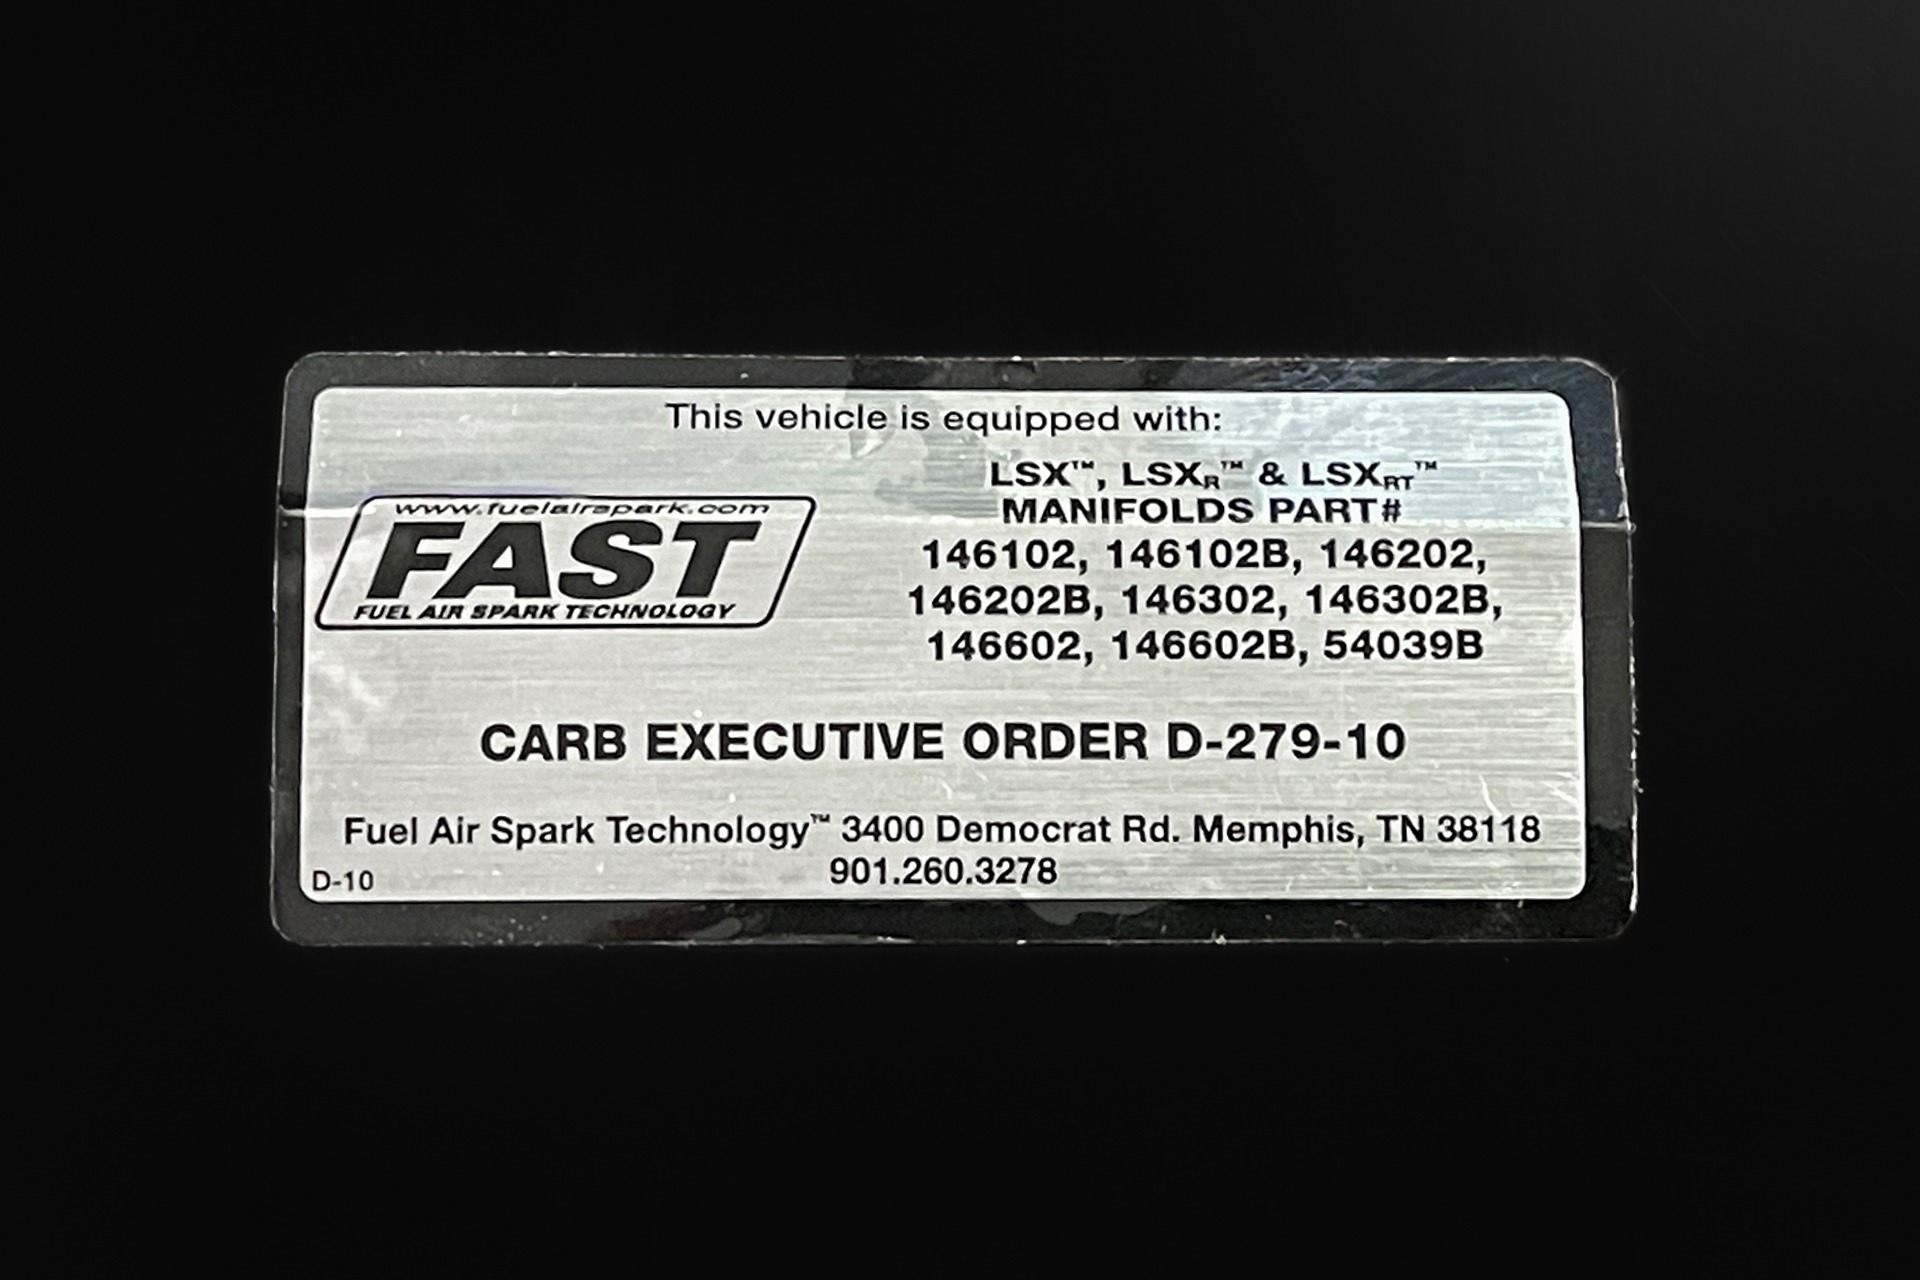 This vehicle is equipped with:
LSX™, LSXR™ & LSXRT™
MANIFOLDS PART#
146102, 146102B, 146202,
146202B, 146302, 146302B,
146602, 146602B, 54039B
www.fuelairspark.com
FAST
FUEL AIR SPARK TECHNOLOGY
CARB EXECUTIVE ORDER D-279-10
Fuel Air Spark Technology™ 3400 Democrat Rd. Memphis, TN 38118
901.260.3278
D-10